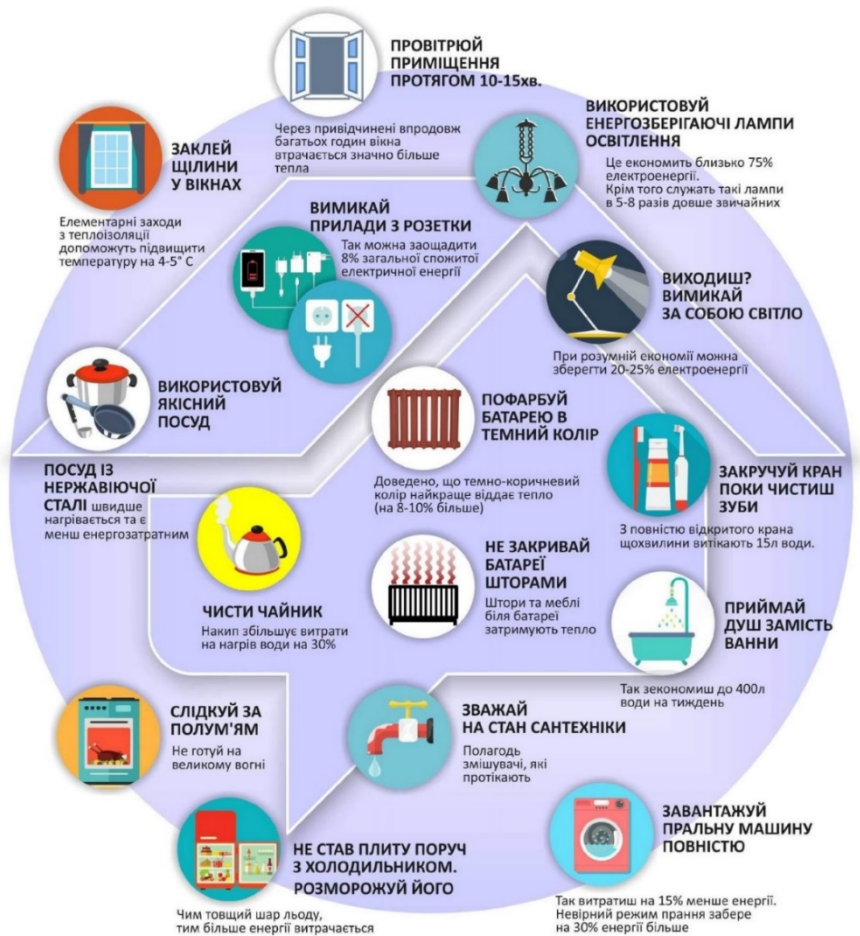 ПРОВІТРЮЙ
ПРИМІЩЕННЯ
ПРОТЯГОМ 10-15хв.
Через привідчинені впродовж
багатьох годин вікна
втрачається значно більше
тепла
ВИКОРИСТОВУЙ
ЕНЕРГОЗБЕРІГАЮЧІ ЛАМПИ
ОСВІТЛЕННЯ
Це економить близько 75%
електроенергії.
Крім того служать такі лампи
в 5-8 разів довше звичайних
ЗАКЛЕЙ
ЩІЛИНИ
У ВІКНАХ
Елементарні заходи
з теплоізоляції
допоможуть підвищити
температуру на 4-5° С
ВИМИКАЙ
ПРИЛАДИ З РОЗЕТКИ
Так можна заощадити
8% загальної спожитої
електричної енергії
ВИХОДИШ?
ВИМИКАЙ
ЗА СОБОЮ СВІТЛО
При розумній економії можна
зберегти 20-25% електроенергії
ВИКОРИСТОВУЙ
ЯКІСНИЙ
ПОСУД
ПОСУД ІЗ
НЕРЖАВІЮЧОЇ
СТАЛІ швидше
нагрівається та є
менш енергозатратним
ПОФАРБУЙ
БАТАРЕЮ В
ТЕМНИЙ КОЛІР
Доведено, що темно-коричневий
колір найкраще віддає тепло
(на 8-10% більше)
ЗАКРУЧУЙ КРАН
ПОКИ ЧИСТИШ
ЗУБИ
З повністю відкритого крана
щохвилини витікають 15л води.
ЧИСТИ ЧАЙНИК
Накип збільшує витрати
на нагрів води на 30%
НЕ ЗАКРИВАЙ
БАТАРЕЇ
ШТОРАМИ
Штори та меблі
біля батареї
затримують тепло
ПРИЙМАЙ
ДУШ ЗАМІСТЬ
ВАННИ
Так зекономиш до 400л
води на тиждень
СЛІДКУЙ ЗА
ПОЛУМ'ЯМ
Не готуй на
великому вогні
ЗВАЖАЙ
НА СТАН САНТЕХНІКИ
Полагодь
змішувачі, які
протікають
НЕ СТАВ ПЛИТУ ПОРУЧ
З ХОЛОДИЛЬНИКОМ.
РОЗМОРОЖУЙ ЙОГО
Чим товщий шар льоду,
тим більше енергії витрачається
ЗАВАНТАЖУЙ
ПРАЛЬНУ МАШИНУ
ПОВНІСТЮ
Так витратиш на 15% менше енергії.
Невірний режим прання забере
на 30% енергії більше